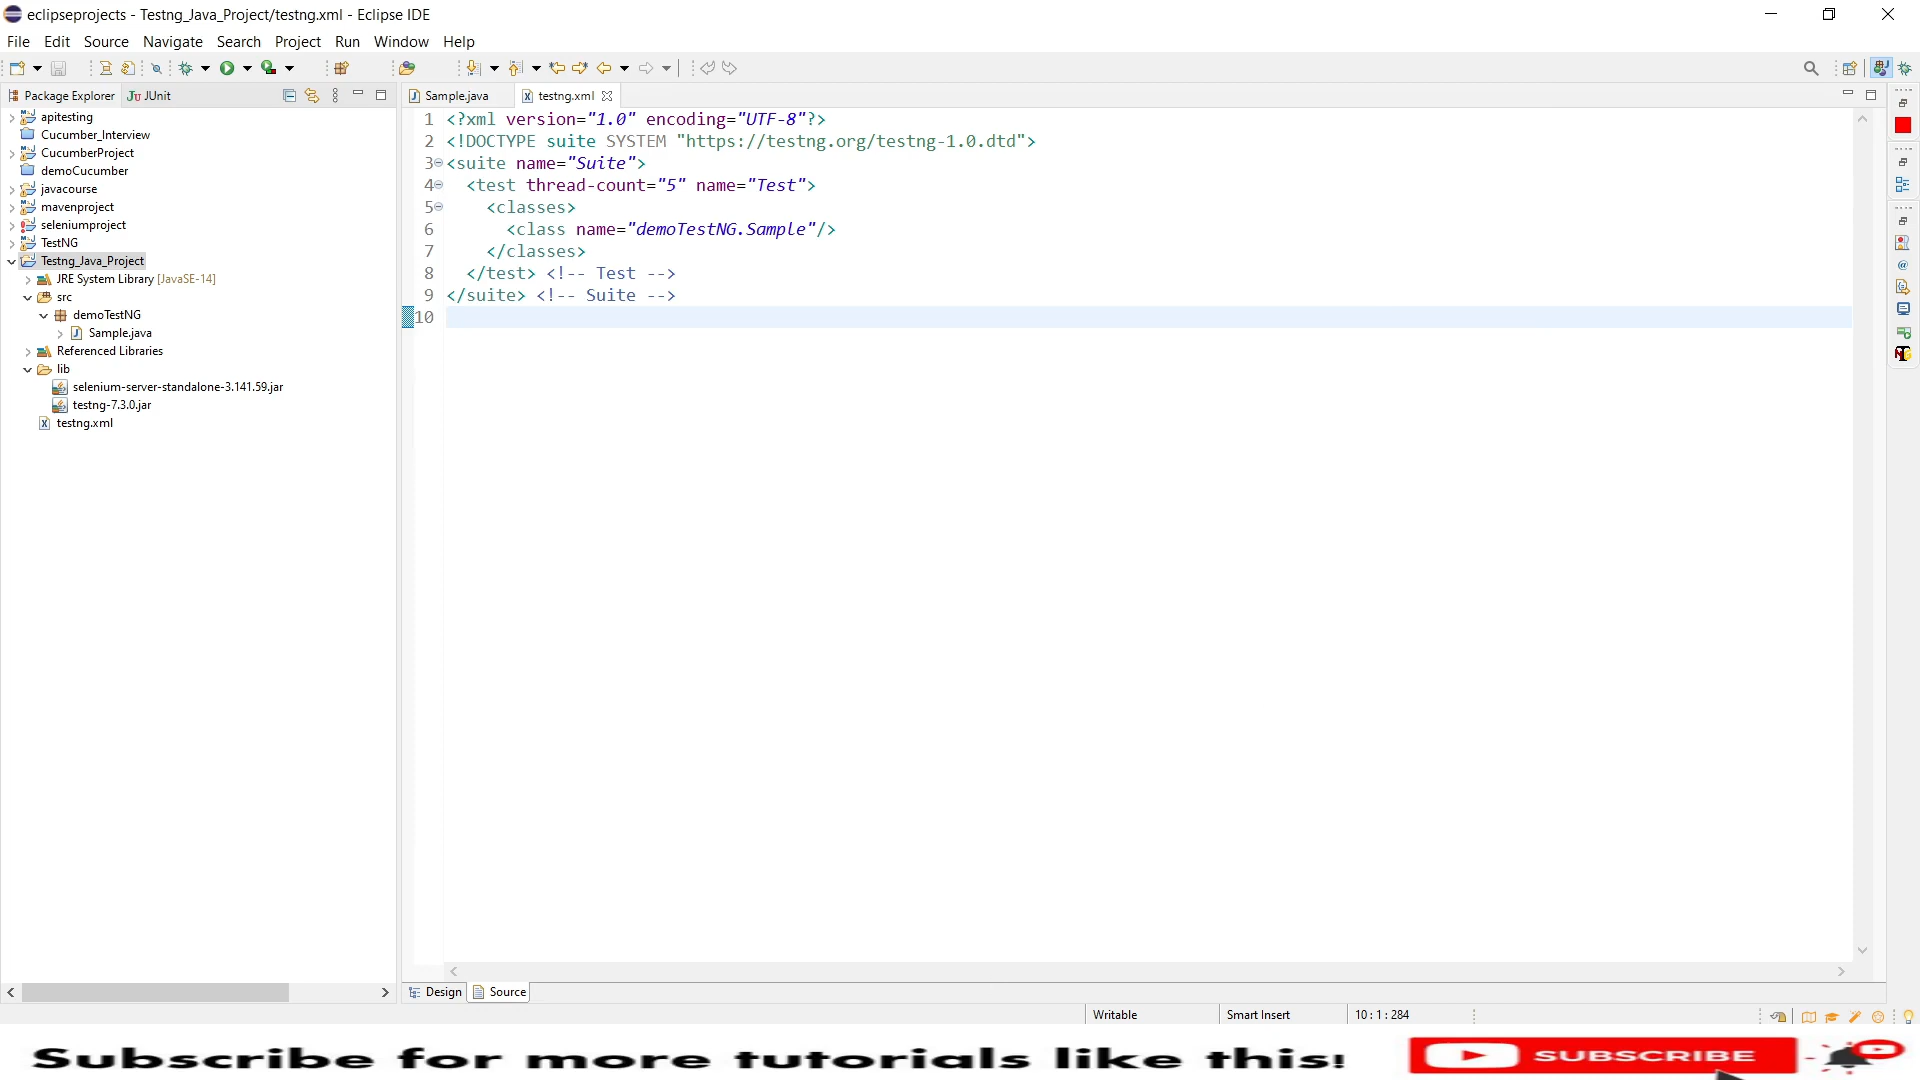 eclipseprojects - Testng_Java_Project/testng.xml - Eclipse IDE
File Edit Source Navigate Search Project Run Window Help
Package Explorer JUnit
Sample.java testng.xml
apitesting
Cucumber_Interview
CucumberProject
demoCucumber
javacourse
mavenproject
seleniumproject
TestNG
Testng_Java_Project
JRE System Library [JavaSE-14]
src
demoTestNG
Sample.java
Referenced Libraries
lib
selenium-server-standalone-3.141.59.jar
testng-7.3.0.jar
testng.xml
1 <?xml version="1.0" encoding="UTF-8"?>
2 <!DOCTYPE suite SYSTEM "https://testng.org/testng-1.0.dtd">
3 <suite name="Suite">
4 <test thread-count="5" name="Test">
5 <classes>
6 <class name="demoTestNG.Sample"/>
7 </classes>
8 </test> <!-- Test -->
9 </suite> <!-- Suite -->
10
Design Source
Writable Smart Insert 10 : 1 : 284
Subscribe for more tutorials like this!
SUBSCRIBE